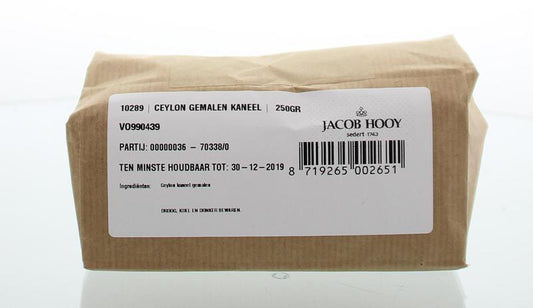 10289 | CEYLON GEMALEN KANEEL | 250GR
VO990439
JACOB HOOY
sedert 1743
PARTIJ: 00000036 - 70338/0
TEN MINSTE HOUDBAAR TOT: 30-12-2019
8 719265 002651
Ingrediënten: Ceylon kaneel gemalen
DROOG, KOEL EN DONKER BEWAREN.